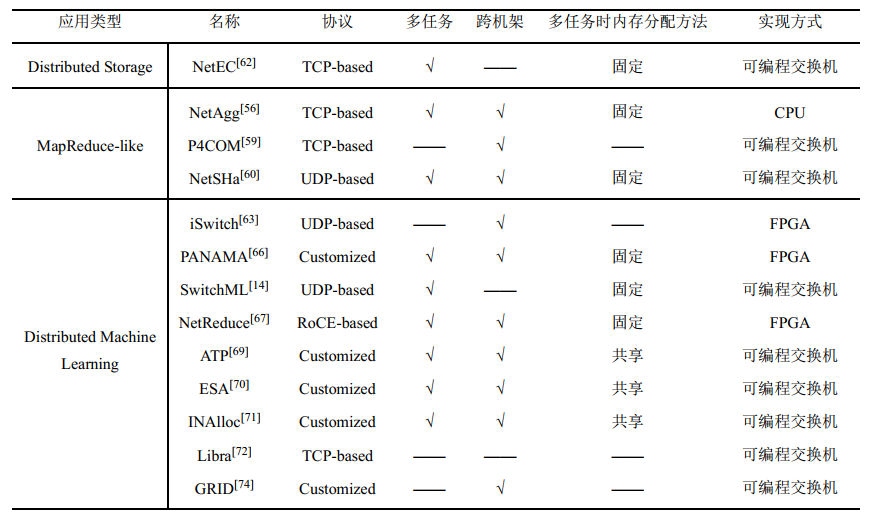 应用类型 名称 协议 多任务 跨机架 多任务时内存分配方法 实现方式
Distributed Storage NetEC[62] TCP-based √ —— 固定 可编程交换机
NetAgg[56] TCP-based √ √ 固定 CPU
MapReduce-like P4COM[59] TCP-based —— √ —— 可编程交换机
NetSHa[60] UDP-based √ √ 固定 可编程交换机
iSwitch[63] UDP-based —— √ —— FPGA
PANAMA[66] Customized √ √ 固定 FPGA
SwitchML[14] UDP-based √ —— 固定 可编程交换机
NetReduce[67] RoCE-based √ √ 固定 FPGA
Distributed Machine
Learning
ATP[69] Customized √ √ 共享 可编程交换机
ESA[70] Customized √ √ 共享 可编程交换机
INAlloc[71] Customized √ √ 共享 可编程交换机
Libra[72] TCP-based —— —— —— 可编程交换机
GRID[74] Customized —— √ —— 可编程交换机